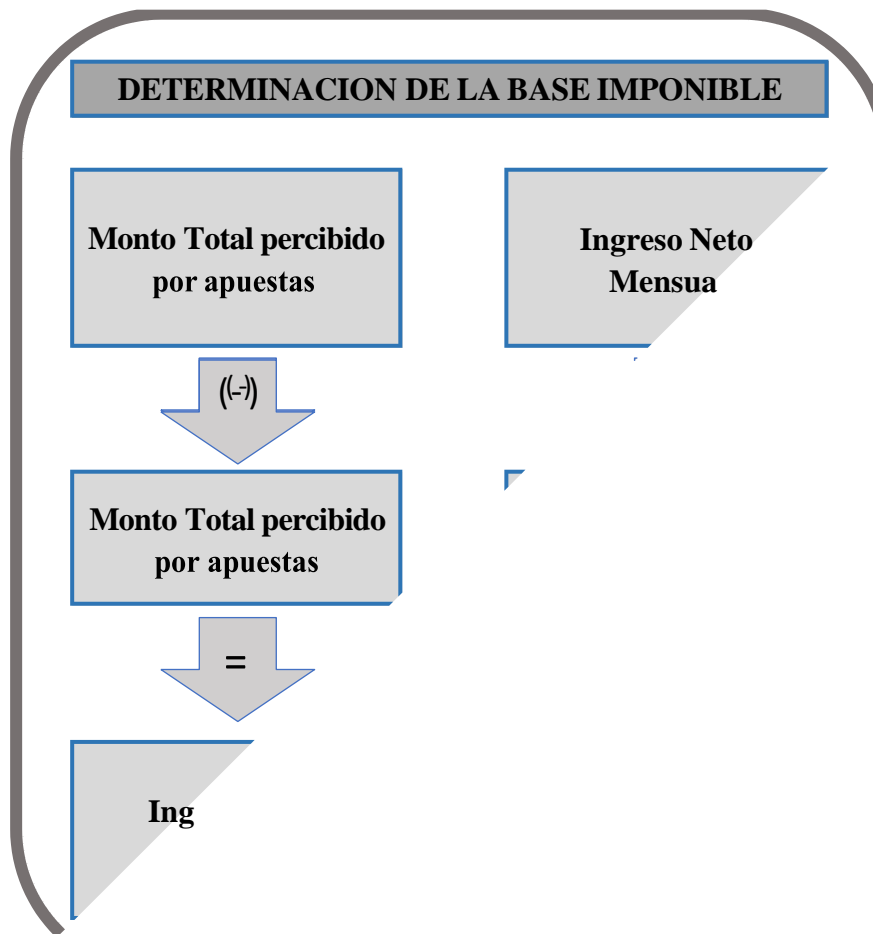 DETERMINACION DE LA BASE IMPONIBLE
Monto Total percibido
por apuestas
Ingreso Neto
Mensua
((-))
Monto Total percibido
por apuestas
=
Ing